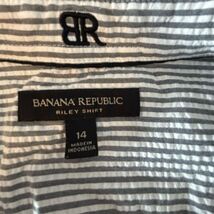 BR
BANANA REPUBLIC
RILEY SHIRT
14
MADE IN
INDONESIA